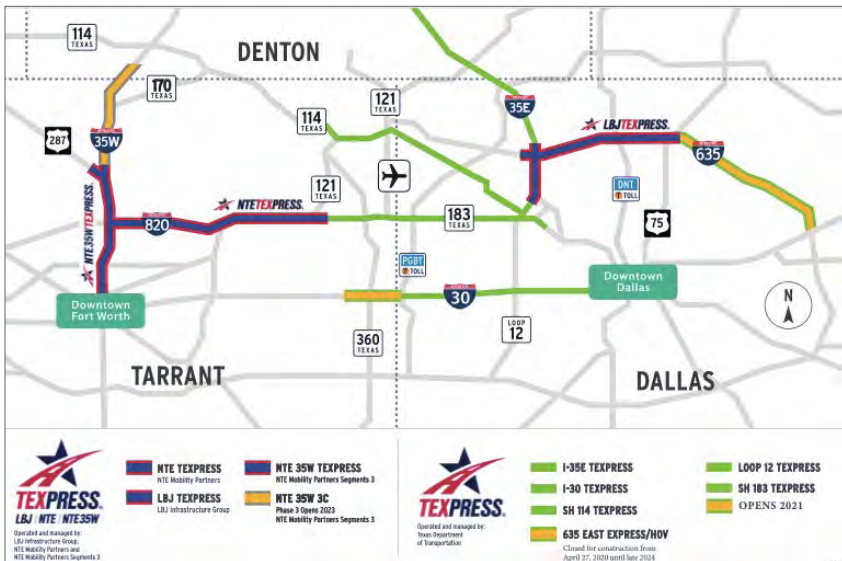 114
TEXAS
DENTON
170
TEXAS
121
TEXAS
35E
114
TEXAS
LBJTEXPRESS.
287
35W
635
121
TEXAS
DNT
TOLL
NTETEXPRESS.
NTE35WTEXPRESS.
820
183
TEXAS
75
PGBT
TOLL
Downtown
Fort Worth
30
Downtown
Dallas
N
360
TEXAS
LOOP
12
TARRANT
DALLAS
TEXPRESS.
LBJ | NTE | NTE35W
Operated and managed by:
LBJ Infrastructure Group,
NTE Mobility Partners and
NTE Mobility Partners Segments 3
NTE TEXPRESS
NTE Mobility Partners
LBJ TEXPRESS
LBJ Infrastructure Group
NTE 35W TEXPRESS
NTE Mobility Partners Segments 3
NTE 35W 3C
Phase 3 Opens 2023
NTE Mobility Partners Segments 3
TEXPRESS.
Operated and managed by:
Texas Department
of Transportation
I-35E TEXPRESS
I-30 TEXPRESS
SH 114 TEXPRESS
635 EAST EXPRESS/HOV
Closed for construction from
April 27, 2020 until late 2024
LOOP 12 TEXPRESS
SH 183 TEXPRESS
OPENS 2021